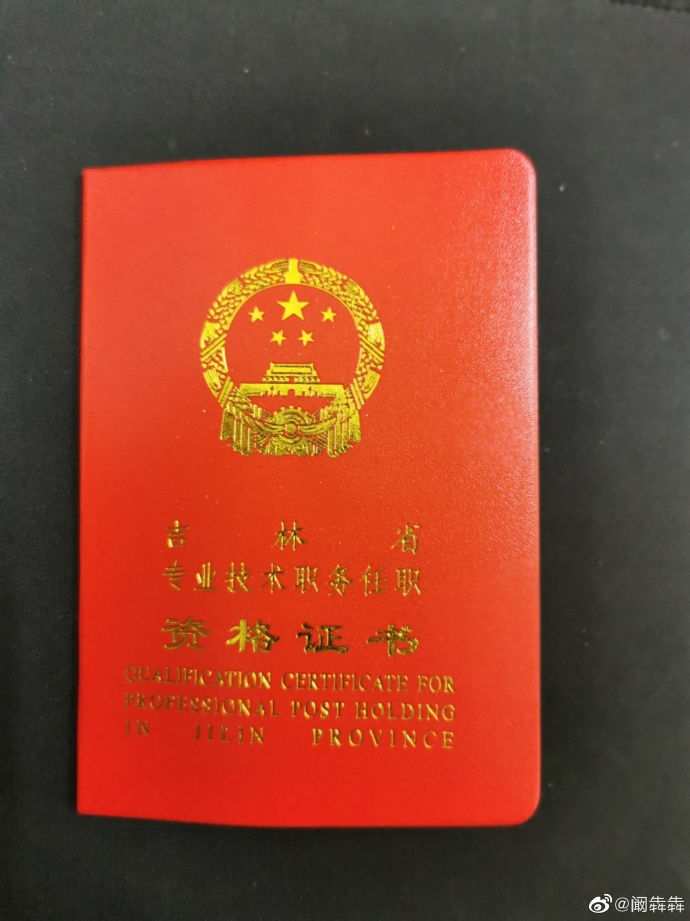 吉林省
专业技术职务任职
资格证书
QUALIFICATION CERTIFICATE FOR
PROFESSIONAL POST HOLDING
IN JILIN PROVINCE
@阚犇犇